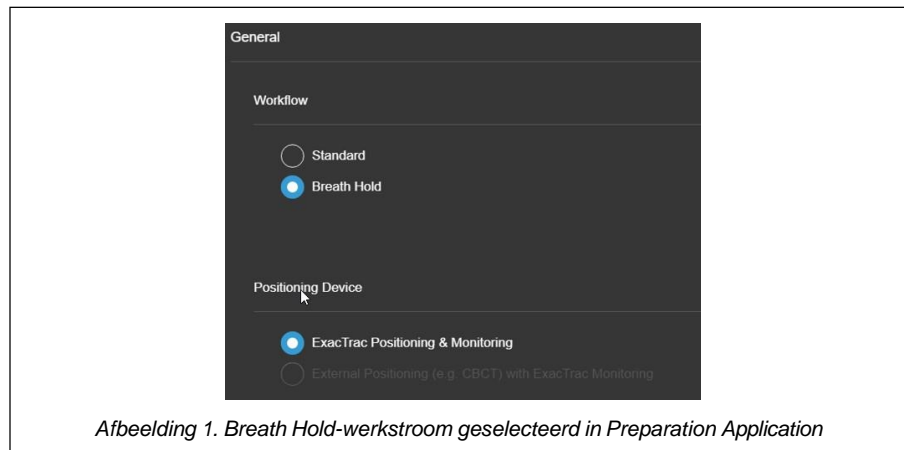 General
Workflow
Standard
Breath Hold
Positioning Device
ExacTrac Positioning & Monitoring
External Positioning (e.g. CBCT) with ExacTrac Monitoring
Afbeelding 1. Breath Hold-werkstroom geselecteerd in Preparation Application